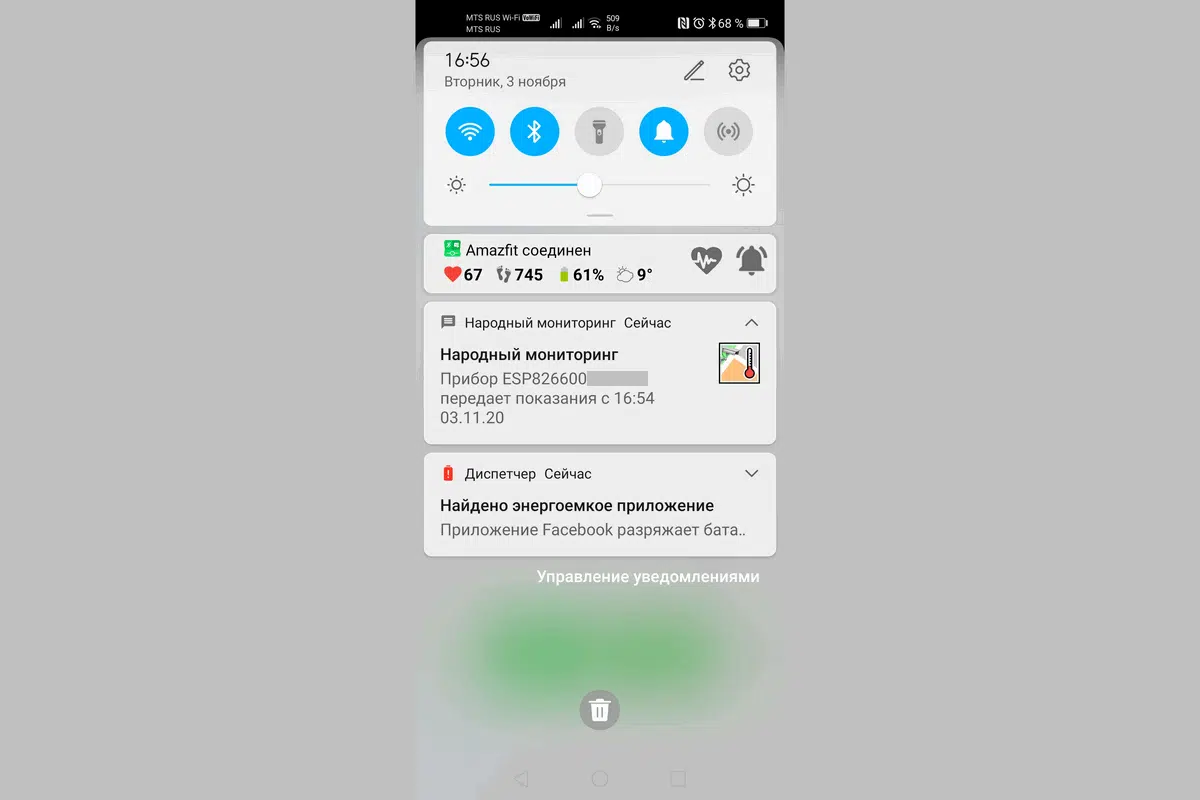 MTS RUS Wi-Fi VoWiFi
MTS RUS
509
B/s
68 %
16:56
Вторник, 3 ноября
Amazfit соединен
67 745 61% 9°
Народный мониторинг Сейчас
Народный мониторинг
Прибор ESP826600
передает показания с 16:54
03.11.20
Диспетчер Сейчас
Найдено энергоемкое приложение
Приложение Facebook разряжает бата..
Управление уведомлениями